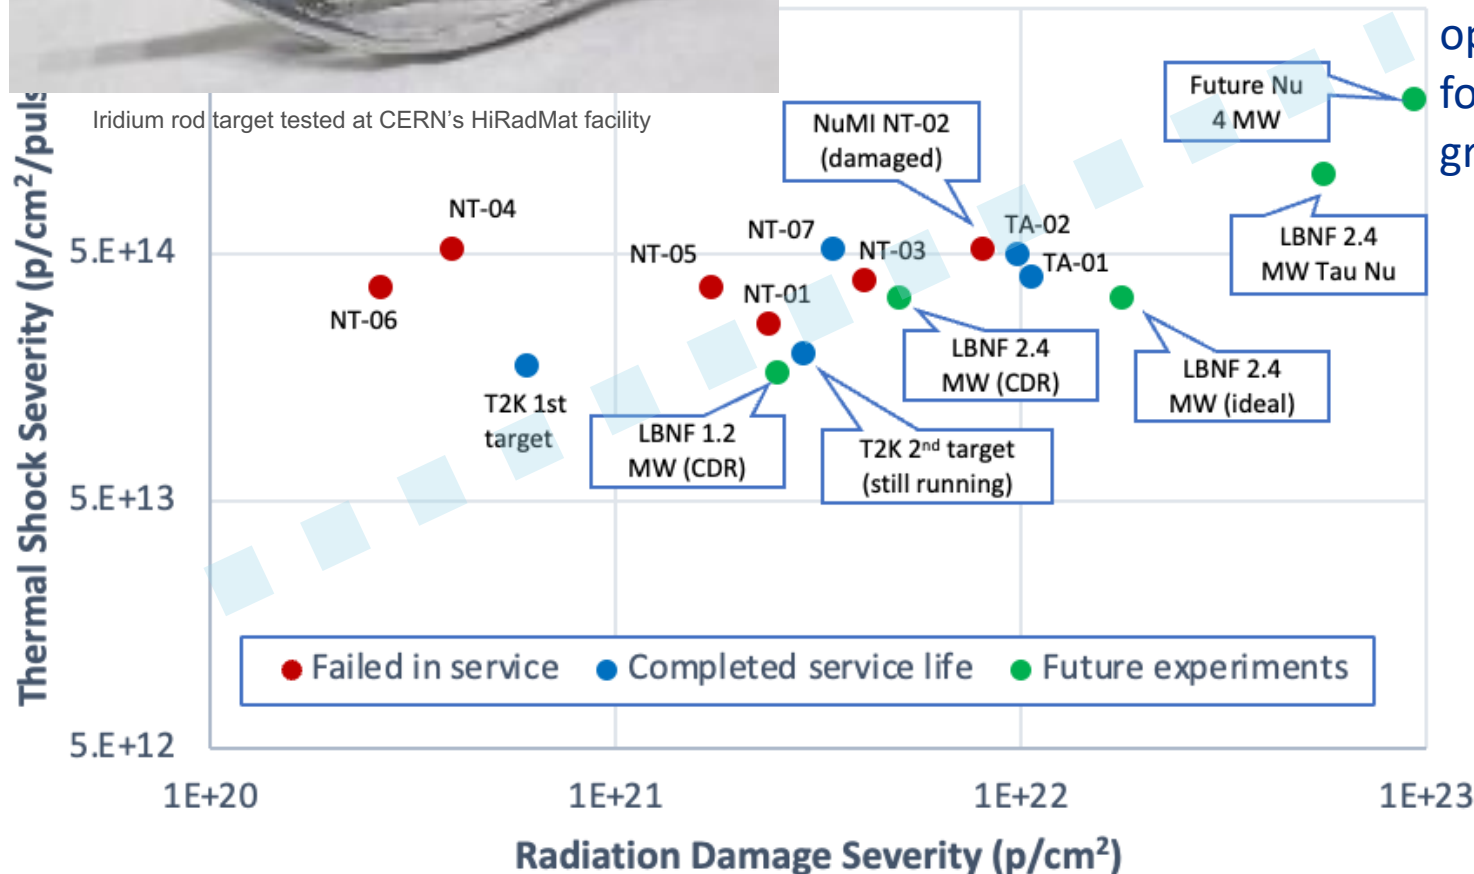 Iridium rod target tested at CERN's HiRadMat facility
Thermal Shock Severity (p/cm²/puls
5.E+14
5.E+13
5.E+12
1E+20
1E+21
1E+22
1E+23
Radiation Damage Severity (p/cm²)
NT-04
NT-06
T2K 1st
target
NT-05
NT-01
NT-07
NT-03
NuMI NT-02
(damaged)
TA-02
TA-01
Future Nu
4 MW
LBNF 2.4
MW Tau Nu
LBNF 2.4
MW (CDR)
LBNF 2.4
MW (ideal)
LBNF 1.2
MW (CDR)
T2K 2ⁿᵈ target
(still running)
Failed in service
Completed service life
Future experiments
op
fo
gr